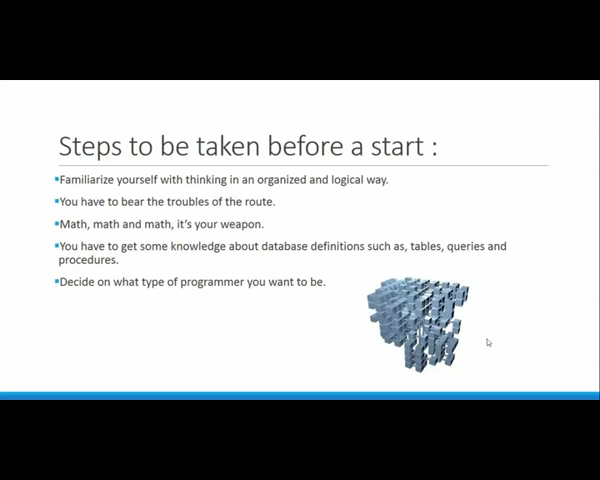 Steps to be taken before a start :
▪Familiarize yourself with thinking in an organized and logical way.
▪You have to bear the troubles of the route.
▪Math, math and math, it's your weapon.
▪You have to get some knowledge about database definitions such as, tables, queries and
procedures.
▪Decide on what type of programmer you want to be.